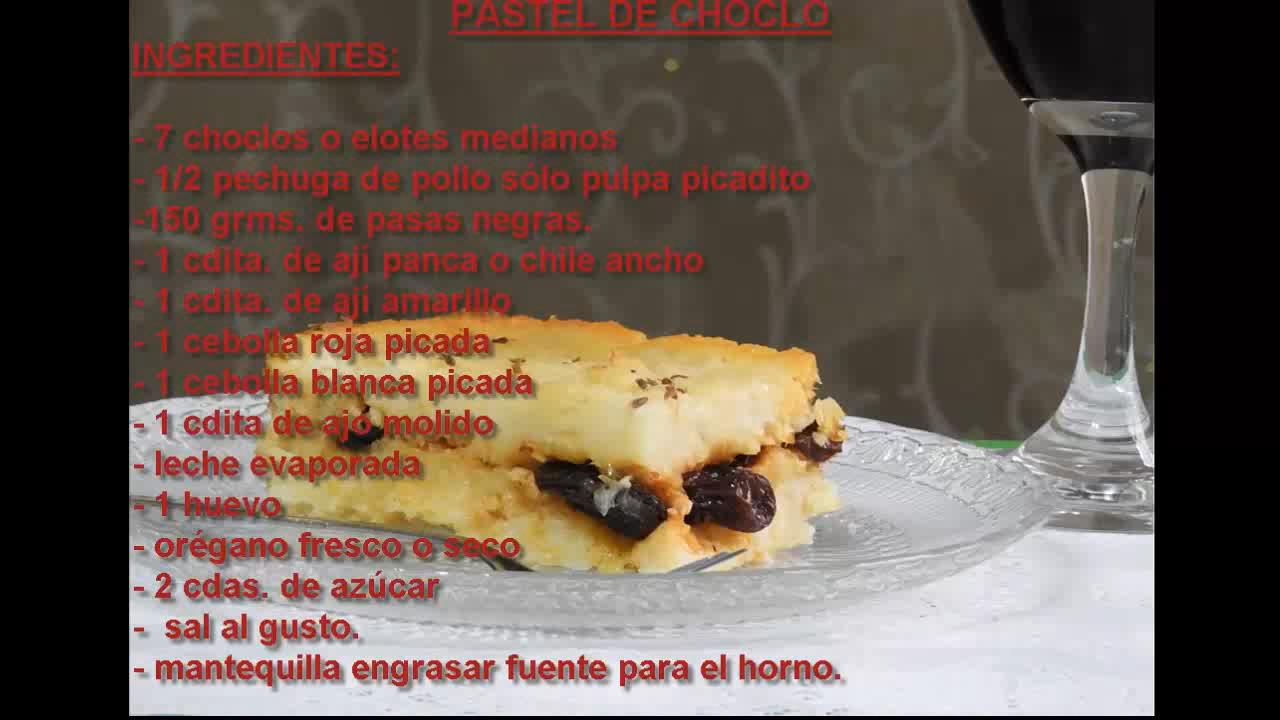 PASTEL DE CHOCLO
INGREDIENTES:
- 7 choclos o elotes medianos
- 1/2 pechuga de pollo sólo pulpa picadito
-150 grms. de pasas negras.
- 1 cdita. de ají panca o chile ancho
- 1 cdita. de ají amarillo
- 1 cebolla roja picada
- 1 cebolla blanca picada
- 1 cdita de ajo molido
- leche evaporada
- 1 huevo
- orégano fresco o seco
- 2 cdas. de azúcar
-  sal al gusto.
- mantequilla engrasar fuente para el horno.